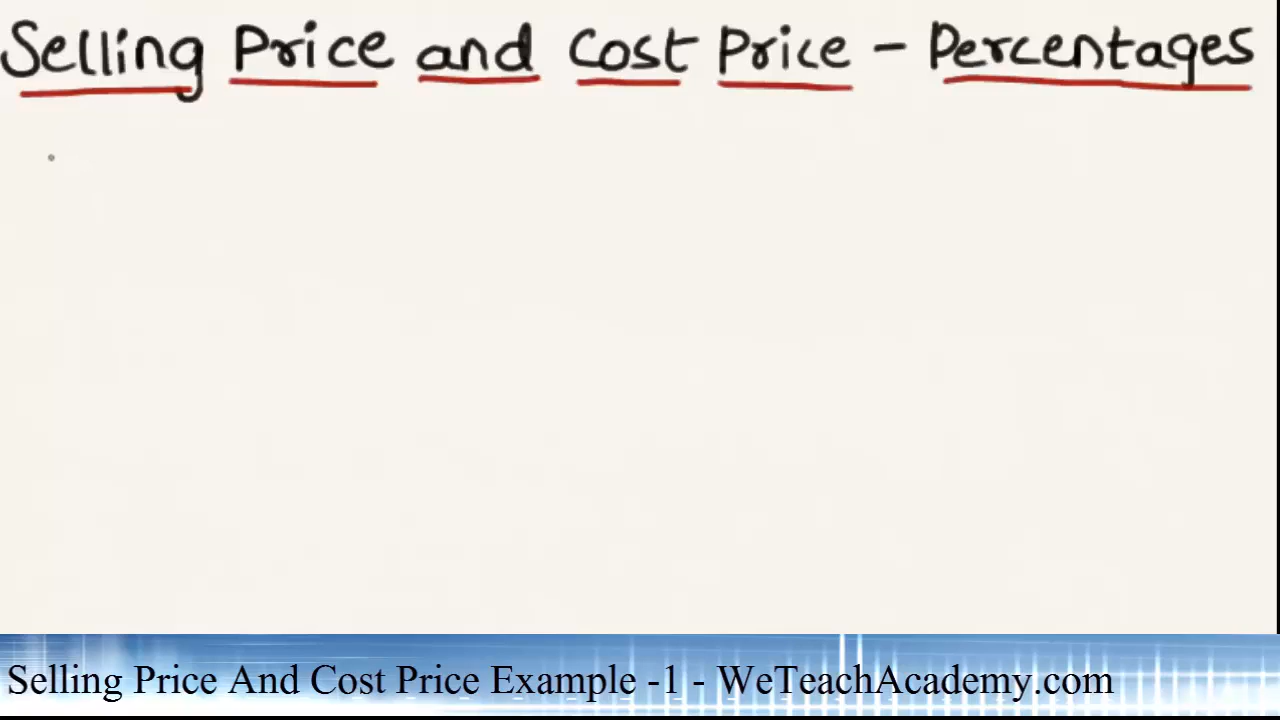 Selling Price and Cost Price - Percentages
Selling Price And Cost Price Example -1 - WeTeachAcademy.com